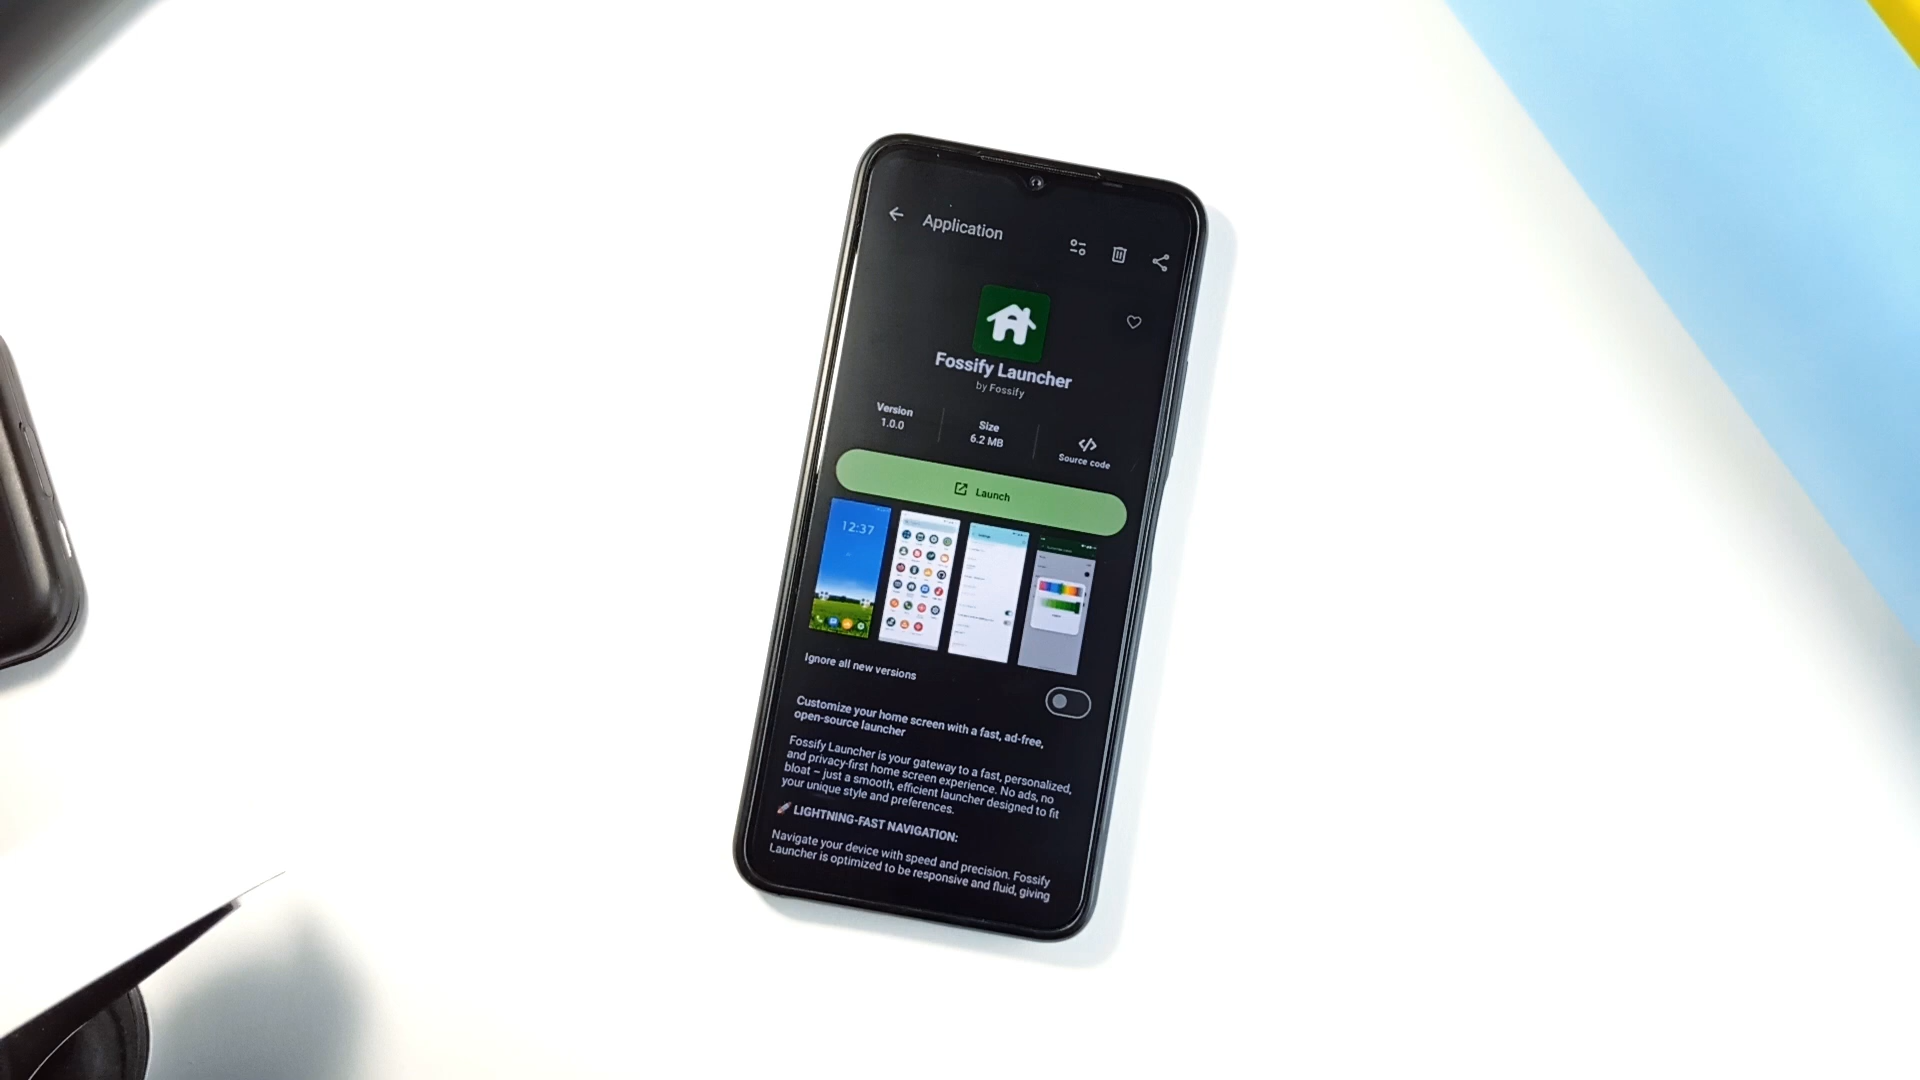 Application
Fossify Launcher
by Fossify
Version
1.0.0
Size
6.2 MB
Source code
Launch
12:37
Ignore all new versions
Customize your home screen with a fast, ad-free,
open-source launcher
Fossify Launcher is your gateway to a fast, personalized,
and privacy-first home screen experience. No ads, no
bloat – just a smooth, efficient launcher designed to fit
your unique style and preferences.
🚀 LIGHTNING-FAST NAVIGATION:
Navigate your device with speed and precision. Fossify
Launcher is optimized to be responsive and fluid, giving